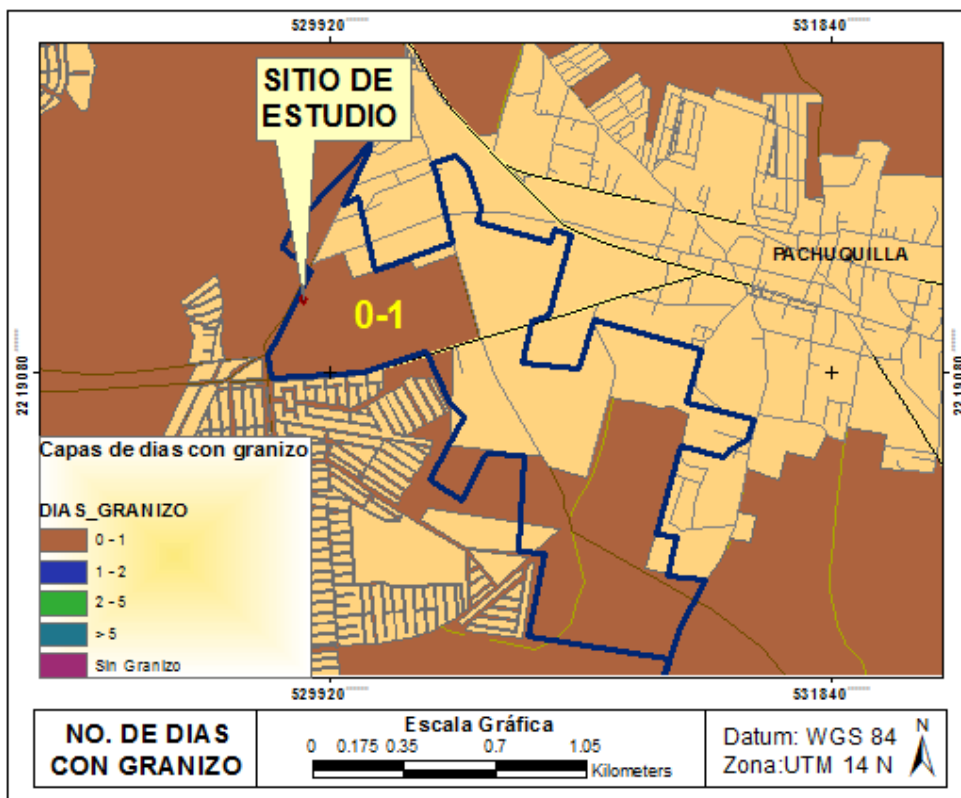 529920
531840
SITIO DE
ESTUDIO
PACHUQUILLA
0-1
2219080
2219080
Capas de dias con granizo
DIAS_GRANIZO
0 - 1
1 - 2
2 - 5
> 5
Sin Granizo
529920
531840
NO. DE DIAS
CON GRANIZO
Escala Gráfica
0 0.175 0.35 0.7 1.05
Kilometers
Datum: WGS 84
Zona:UTM 14 N
N